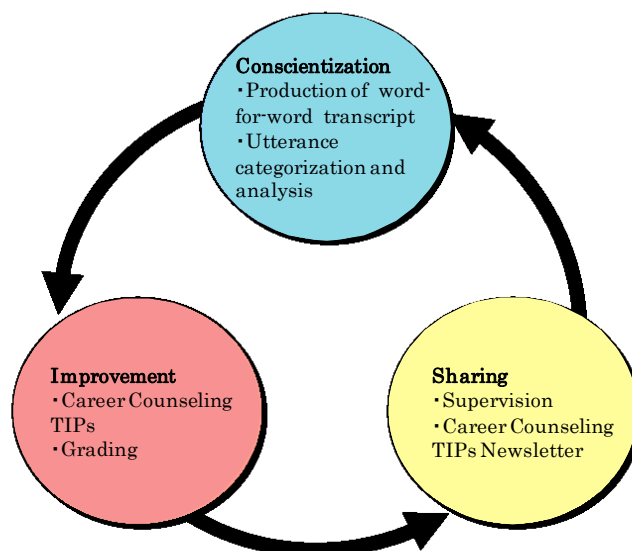 Conscientization
・Production of word-
for-word transcript
・Utterance
categorization and
analysis
Improvement
・Career Counseling
TIPs
・Grading
Sharing
・Supervision
・Career Counseling
TIPs Newsletter